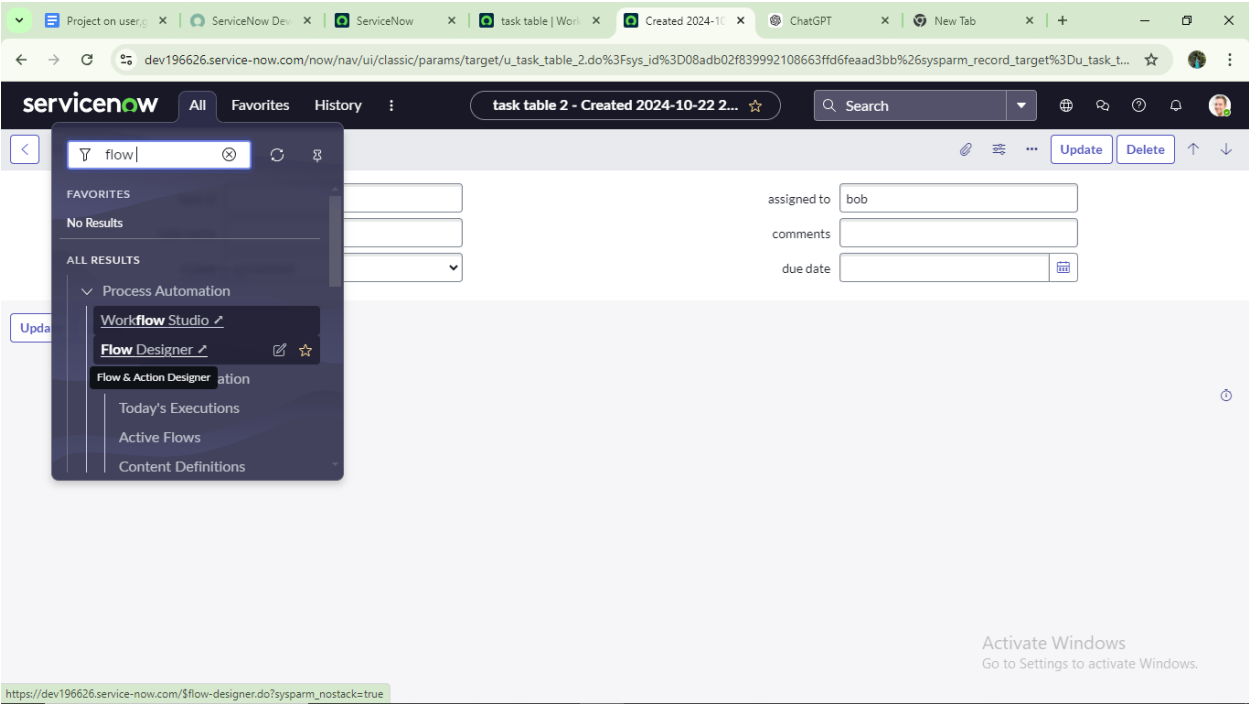 Project on user,g
ServiceNow Dev
ServiceNow
task table | Work
Created 2024-10
ChatGPT
New Tab
dev196626.service-now.com/now/nav/ui/classic/params/target/u_task_table_2.do%3Fsys_id%3D08adb02f839992108663ffd6feaad3bb%26sysparm_record_target%3Du_task_t...
servicenow All Favorites History task table 2 - Created 2024-10-22 2... Search
flow
Update Delete
FAVORITES
No Results
assigned to bob
comments
due date
ALL RESULTS
Process Automation
Workflow Studio
Upda
Flow Designer
Flow & Action Designer
ation
Today's Executions
Active Flows
Content Definitions
Activate Windows
Go to Settings to activate Windows.
https://dev196626.service-now.com/$flow-designer.do?sysparm_nostack=true